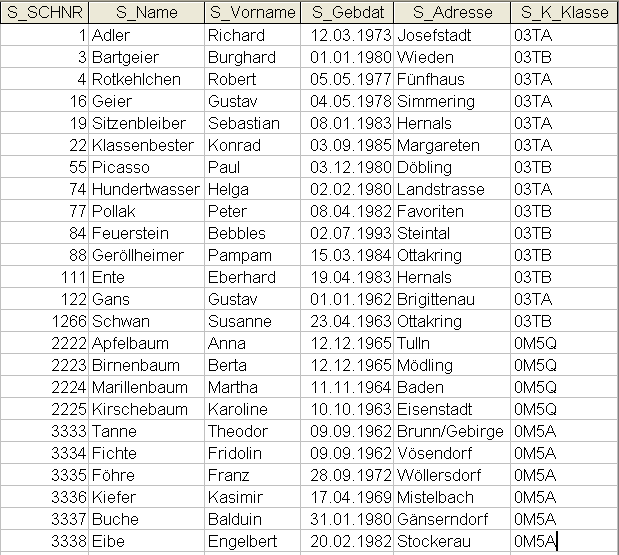 S_SCHNR S_Name S_Vorname S_Gebdat S_Adresse S_K_Klasse
1 Adler Richard 12.03.1973 Josefstadt 03TA
3 Bartgeier Burghard 01.01.1980 Wieden 03TB
4 Rotkehlchen Robert 05.05.1977 Fünfhaus 03TA
16 Geier Gustav 04.05.1978 Simmering 03TA
19 Sitzenbleiber Sebastian 08.01.1983 Hernals 03TA
22 Klassenbester Konrad 03.09.1985 Margareten 03TA
55 Picasso Paul 03.12.1980 Döbling 03TB
74 Hundertwasser Helga 02.02.1980 Landstrasse 03TA
77 Pollak Peter 08.04.1982 Favoriten 03TB
84 Feuerstein Bebbles 02.07.1993 Steintal 03TB
88 Geröllheimer Pampam 15.03.1984 Ottakring 03TB
111 Ente Eberhard 19.04.1983 Hernals 03TB
122 Gans Gustav 01.01.1962 Brigittenau 03TA
1266 Schwan Susanne 23.04.1963 Ottakring 03TB
2222 Apfelbaum Anna 12.12.1965 Tulln 0M5Q
2223 Birnenbaum Berta 12.12.1965 Mödling 0M5Q
2224 Marillenbaum Martha 11.11.1964 Baden 0M5Q
2225 Kirschebaum Karoline 10.10.1963 Eisenstadt 0M5Q
3333 Tanne Theodor 09.09.1962 Brunn/Gebirge 0M5A
3334 Fichte Fridolin 09.09.1962 Vösendorf 0M5A
3335 Föhre Franz 28.09.1972 Wöllersdorf 0M5A
3336 Kiefer Kasimir 17.04.1969 Mistelbach 0M5A
3337 Buche Balduin 31.01.1980 Gänserndorf 0M5A
3338 Eibe Engelbert 20.02.1982 Stockerau 0M5A